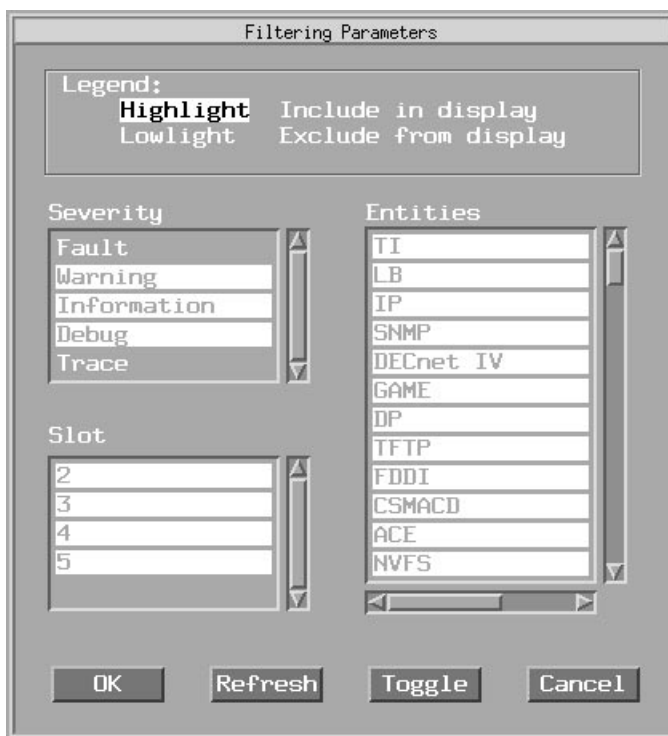 Filtering Parameters
Legend:
Highlight Include in display
Lowlight Exclude from display
Severity
Fault
Warning
Information
Debug
Trace
Slot
2
3
4
5
Entities
TI
LB
IP
SNMP
DECnet IV
GAME
DP
TFTP
FDDI
CSMACD
ACE
NVFS
OK Refresh Toggle Cancel